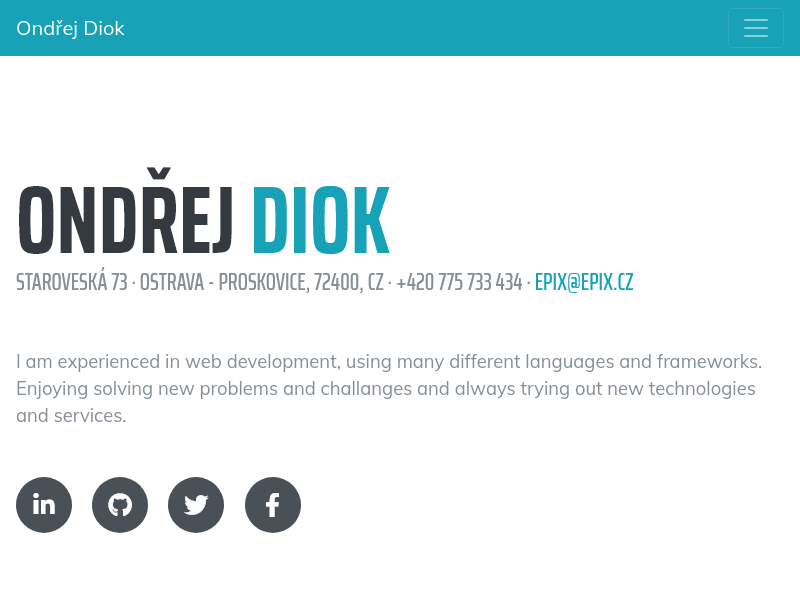 Ondřej Diok
ONDŘEJ DIOK
STAROVESKÁ 73 · OSTRAVA - PROSKOVICE, 72400, CZ · +420 775 733 434 · EPIX@EPIX.CZ
I am experienced in web development, using many different languages and frameworks.
Enjoying solving new problems and challanges and always trying out new technologies
and services.